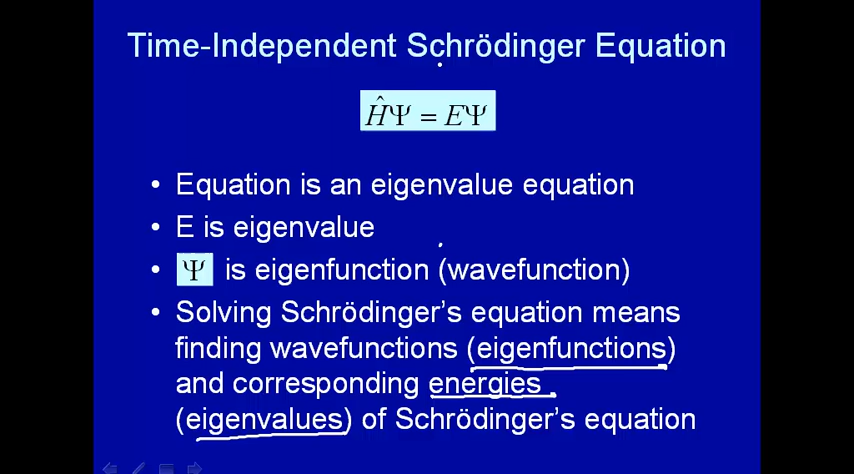 Time-Independent Schrödinger Equation
ĤΨ = EΨ
• Equation is an eigenvalue equation
• E is eigenvalue
• Ψ is eigenfunction (wavefunction)
• Solving Schrödinger's equation means
finding wavefunctions (eigenfunctions)
and corresponding energies
(eigenvalues) of Schrödinger's equation